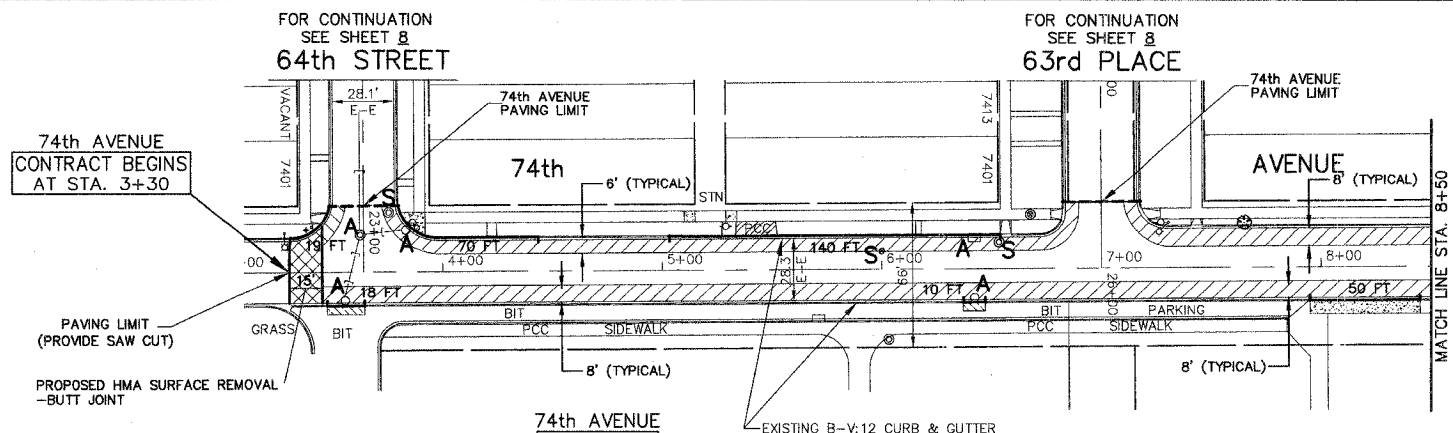 FOR CONTINUATION
SEE SHEET 8
64th STREET
FOR CONTINUATION
SEE SHEET 8
63rd PLACE
28.1'
E-E
74th AVENUE
PAVING LIMIT
74th AVENUE
PAVING LIMIT
VACANT
7401
7413
7401
74th AVENUE
CONTRACT BEGINS
AT STA. 3+30
74th
AVENUE
6' (TYPICAL)
8' (TYPICAL)
STN
S
A
A
23+00
PCC
19 FT
70 FT
140 FT
S
A
S
4+00
5+00
6+00
7+00
8+00
28.3'
E-E
66'
15'
A
18 FT
10 FT
A
26+00
50 FT
MATCH LINE STA. 8+50
PAVING LIMIT
(PROVIDE SAW CUT)
GRASS
BIT
BIT
PCC
SIDEWALK
BIT
PARKING
PCC
SIDEWALK
8' (TYPICAL)
8' (TYPICAL)
PROPOSED HMA SURFACE REMOVAL
-BUTT JOINT
74th AVENUE
EXISTING B-V.12 CURB & GUTTER